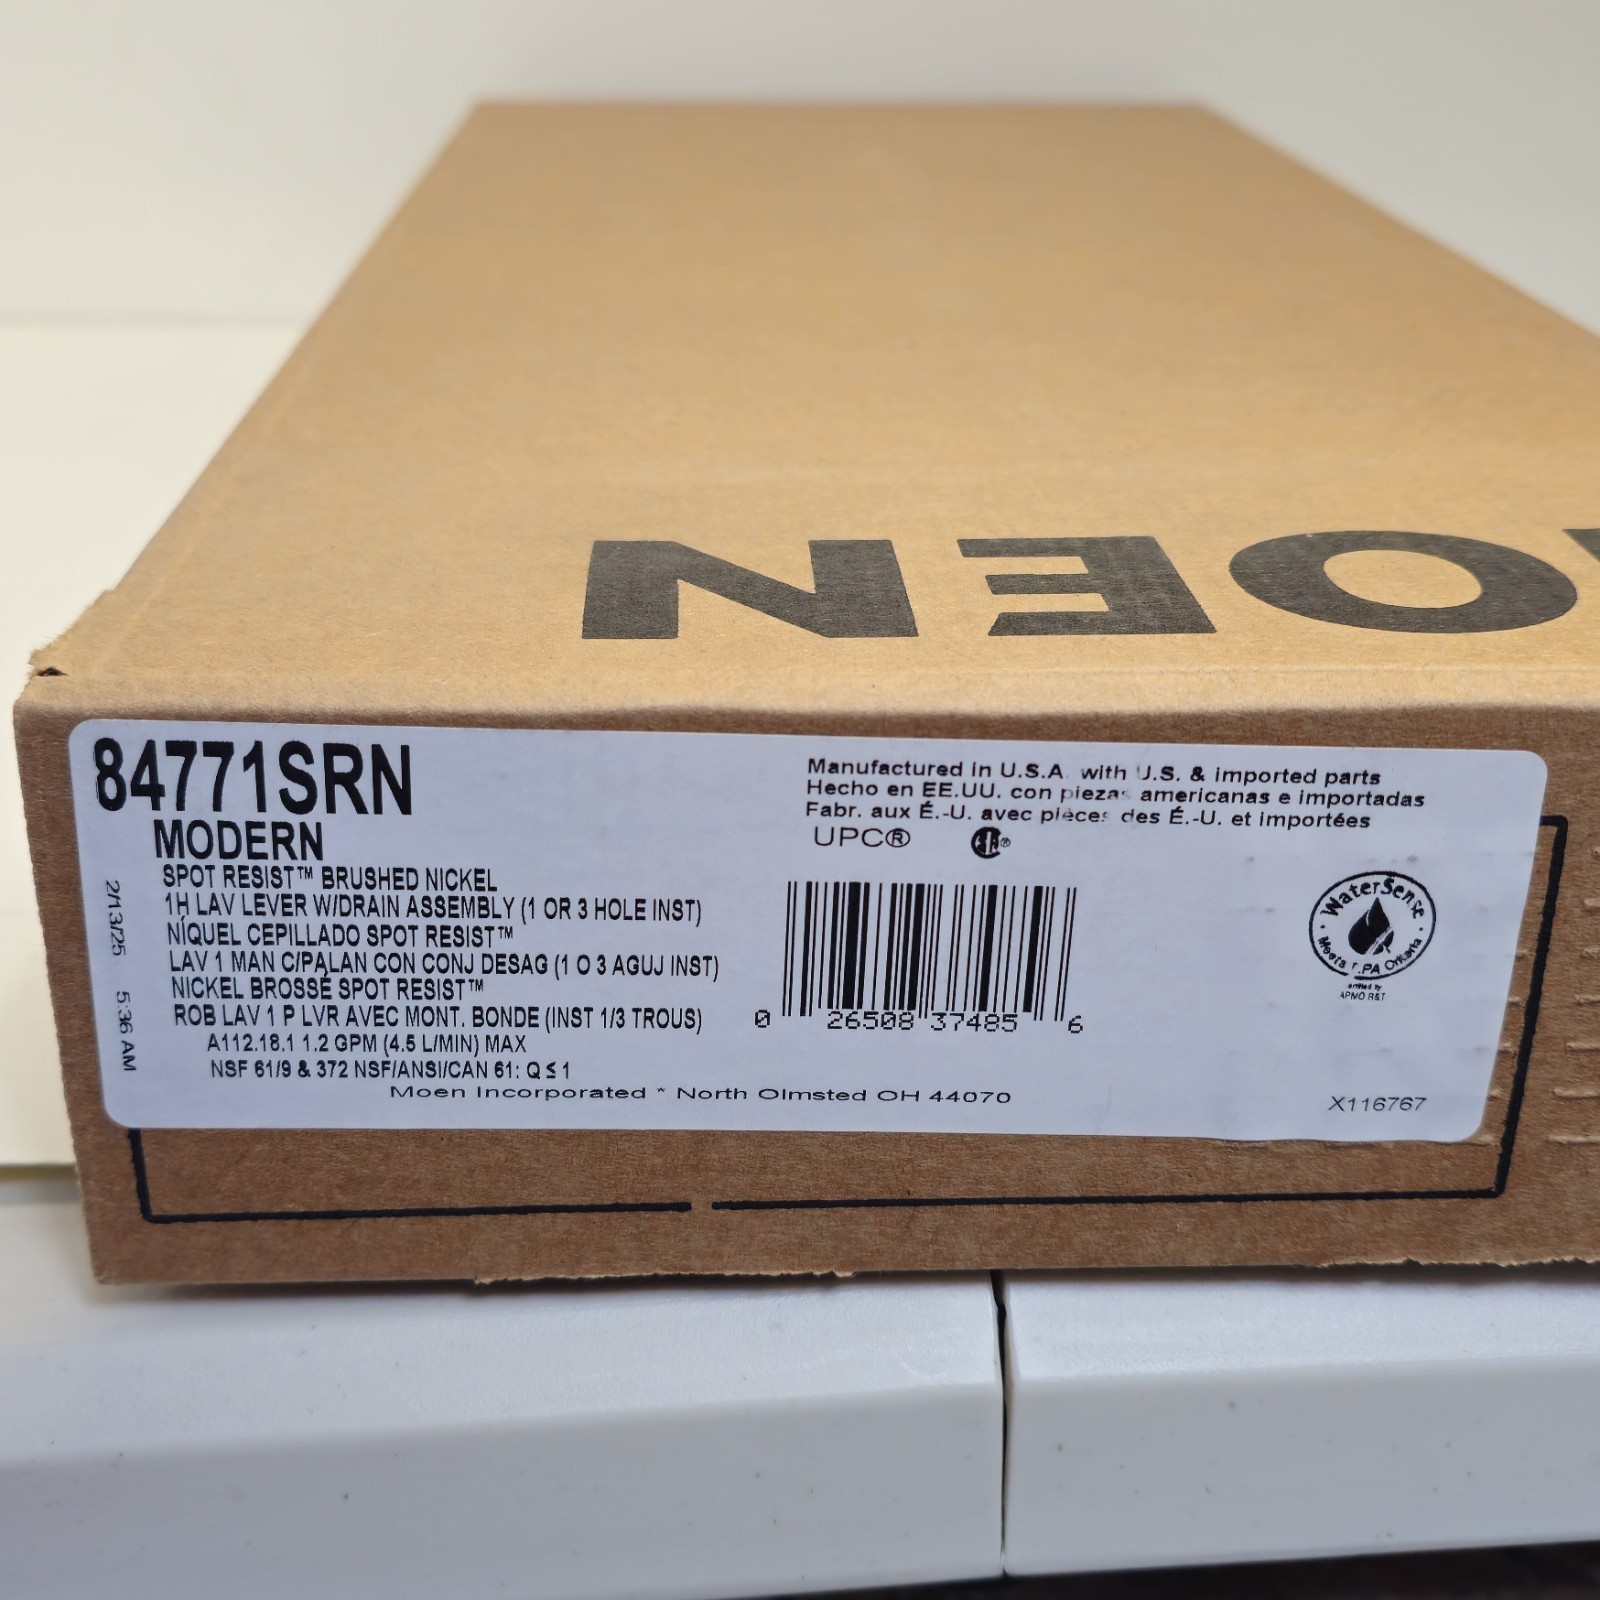 MOEN
84771SRN
MODERN
SPOT RESIST™ BRUSHED NICKEL
1H LAV LEVER W/DRAIN ASSEMBLY (1 OR 3 HOLE INST)
NÍQUEL CEPILLADO SPOT RESIST™
LAV 1 MAN C/PALAN CON CONJ DESAG (1 O 3 AGUJ INST)
NICKEL BROSSÉ SPOT RESIST™
ROB LAV 1 P LVR AVEC MONT. BONDE (INST 1/3 TROUS)
A112.18.1 1.2 GPM (4.5 L/MIN) MAX
NSF 61/9 & 372 NSF/ANSI/CAN 61: Q ≤ 1
Moen Incorporated * North Olmsted OH 44070
2/13/25 5:36 AM
Manufactured in U.S.A. with U.S. & imported parts
Hecho en EE.UU. con piezas americanas e importadas
Fabr. aux É.-U. avec pièces des É.-U. et importées
UPC®
0 26508 37485 6
WaterSense
Meets EPA Criteria
X116767